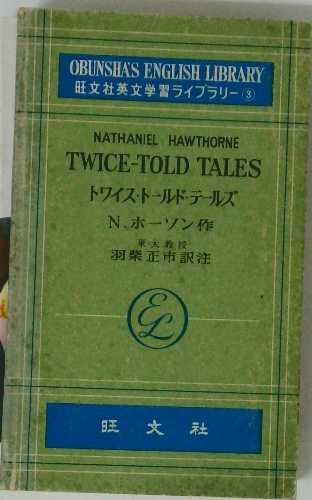 OBUNSHA'S ENGLISH LIBRARY
旺文社英文学習ライブラリー③
NATHANIEL HAWTHORNE
TWICE-TOLD TALES
トワイス・トールド・テールズ
N. ホーソン作
東大教授
羽柴正市訳注
EL
旺文社